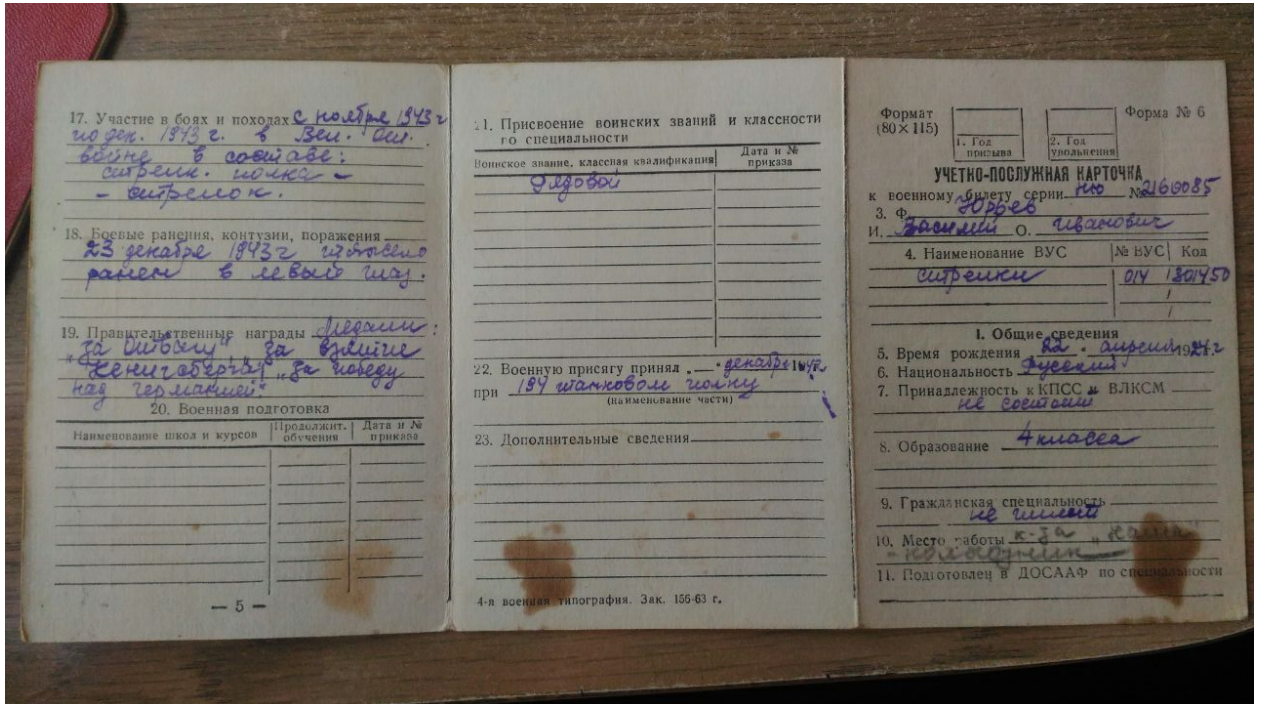 17. Участие в боях и походах с ноября 1943 г
по дек. 1943 г. в Вел. От.
войне в составе:
стрелк. полка –
– стрелок.
18. Боевые ранения, контузии, поражения
23 декабря 1943 г тяжело
ранен в левый глаз.
19. Правительственные награды Медали:
„За Отвагу", За взятие
Кенигсберга, „За победу
над германией"
20. Военная подготовка
Наименование школ и курсов
Продолжит. обучения
Дата и № приказа
— 5 —
21. Присвоение воинских званий и классности
го специальности
Воинское звание, классная квалификация
Дата и № приказа
Рядовой
22. Военную присягу принял „ — " декабря
при 194 танковом полку
(наименование части)
23. Дополнительные сведения
4-я военная типография. Зак. 156-63 г.
Формат
(80×115)
1. Год
призыва
2. Год
увольнения
Форма № 6
УЧЕТНО-ПОСЛУЖНАЯ КАРТОЧКА
к военному билету серии НЮ № 2160085
3. Ф. Юрьев
И. Василий О. Иванович
4. Наименование ВУС
№ ВУС
Код
стрелки
014
301450
1. Общие сведения
5. Время рождения 22 · апреля
6. Национальность Русский
7. Принадлежность к КПСС и ВЛКСМ
не состоит
8. Образование 4 класса
9. Гражданская специальность
не имеет
10. Место работы к-за
- колхозник
11. Подготовлен в ДОСААФ по специальности